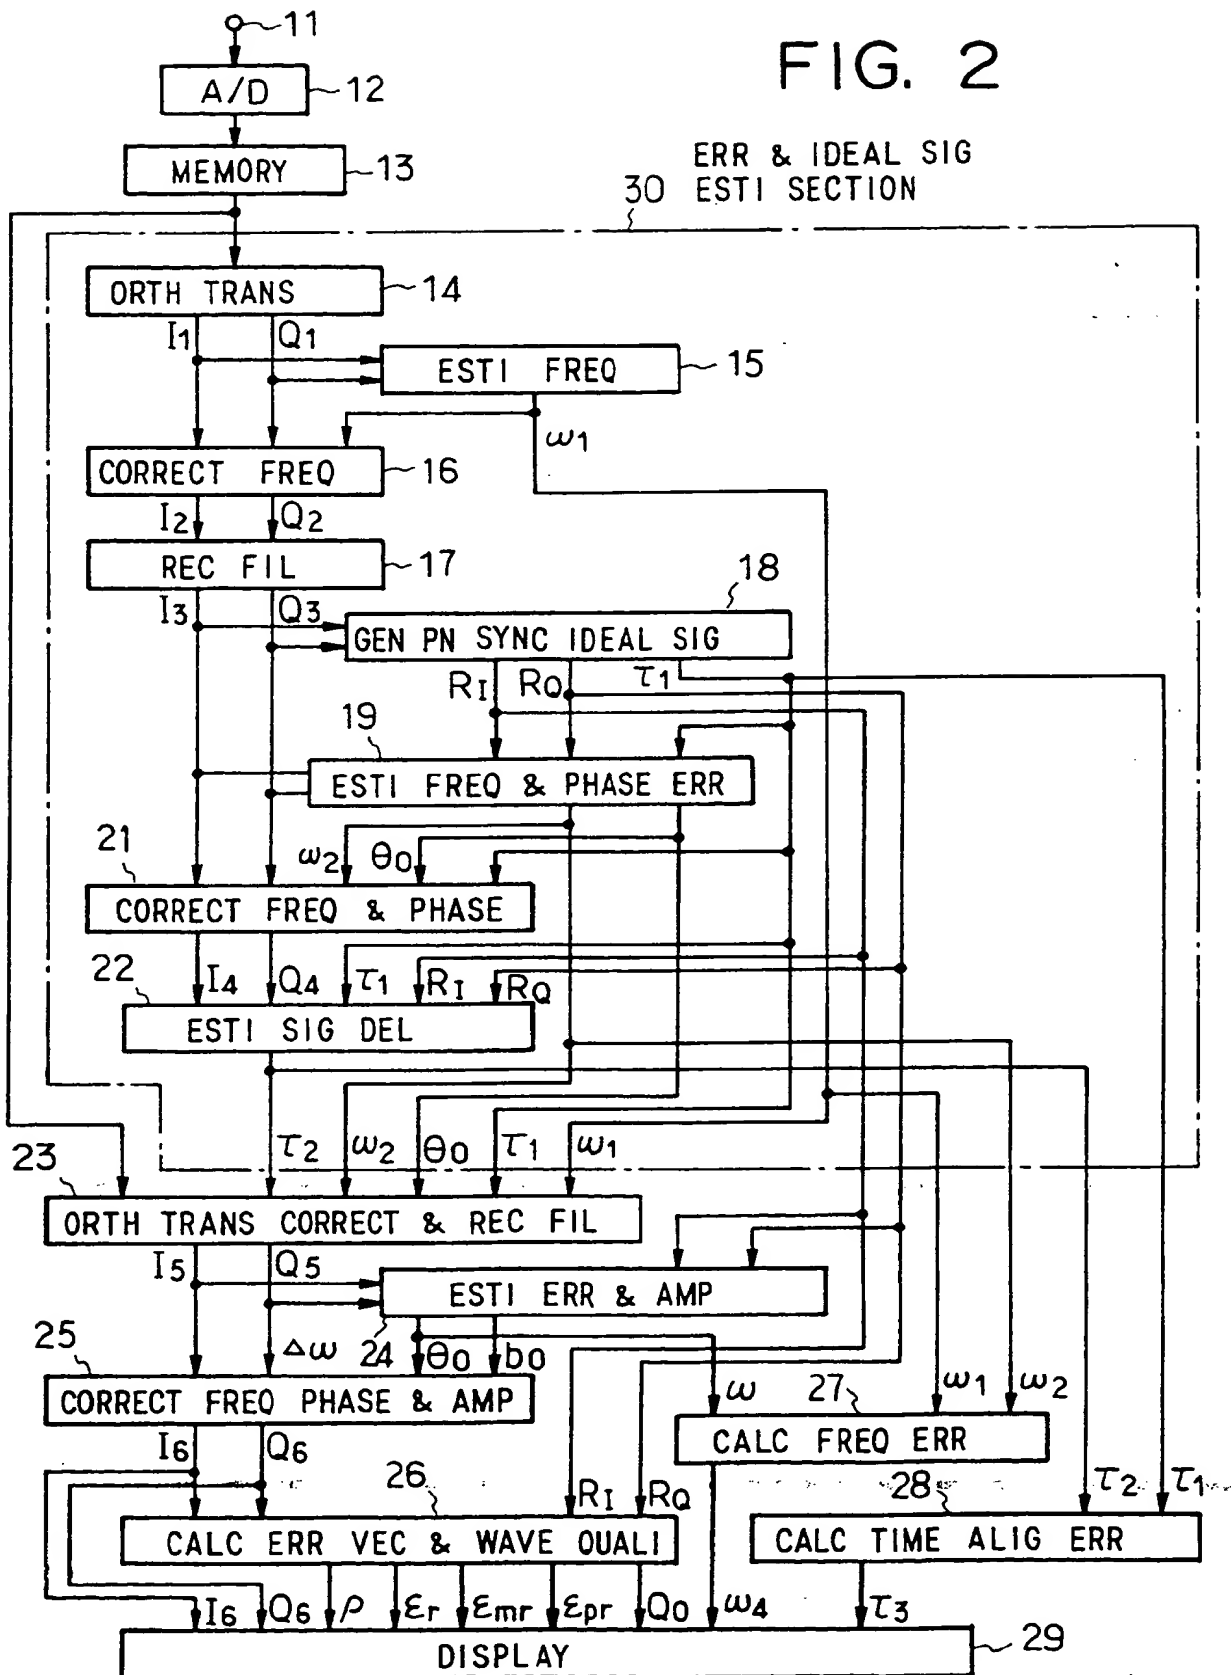 11
FIG. 2
A/D
12
MEMORY
13
ERR & IDEAL SIG
30 ESTI SECTION
ORTH TRANS
14
I1 Q1
ESTI FREQ
15
ω1
CORRECT FREQ
16
I2 Q2
REC FIL
17
18
I3 Q3
GEN PN SYNC IDEAL SIG
RI RQ τ1
19
ESTI FREQ & PHASE ERR
21
ω2 θ0
CORRECT FREQ & PHASE
22
I4 Q4 τ1 RI RQ
ESTI SIG DEL
23
τ2 ω2 θ0 τ1 ω1
ORTH TRANS CORRECT & REC FIL
I5 Q5
ESTI ERR & AMP
24
25
Δω θ0 b0
CORRECT FREQ PHASE & AMP
ω 27 ω1 ω2
CALC FREQ ERR
I6 Q6
26
RI RQ
28
τ2 τ1
CALC ERR VEC & WAVE QUALI
CALC TIME ALIG ERR
I6 Q6 ρ εr εmr εpr Q0 ω4 τ3
DISPLAY
29